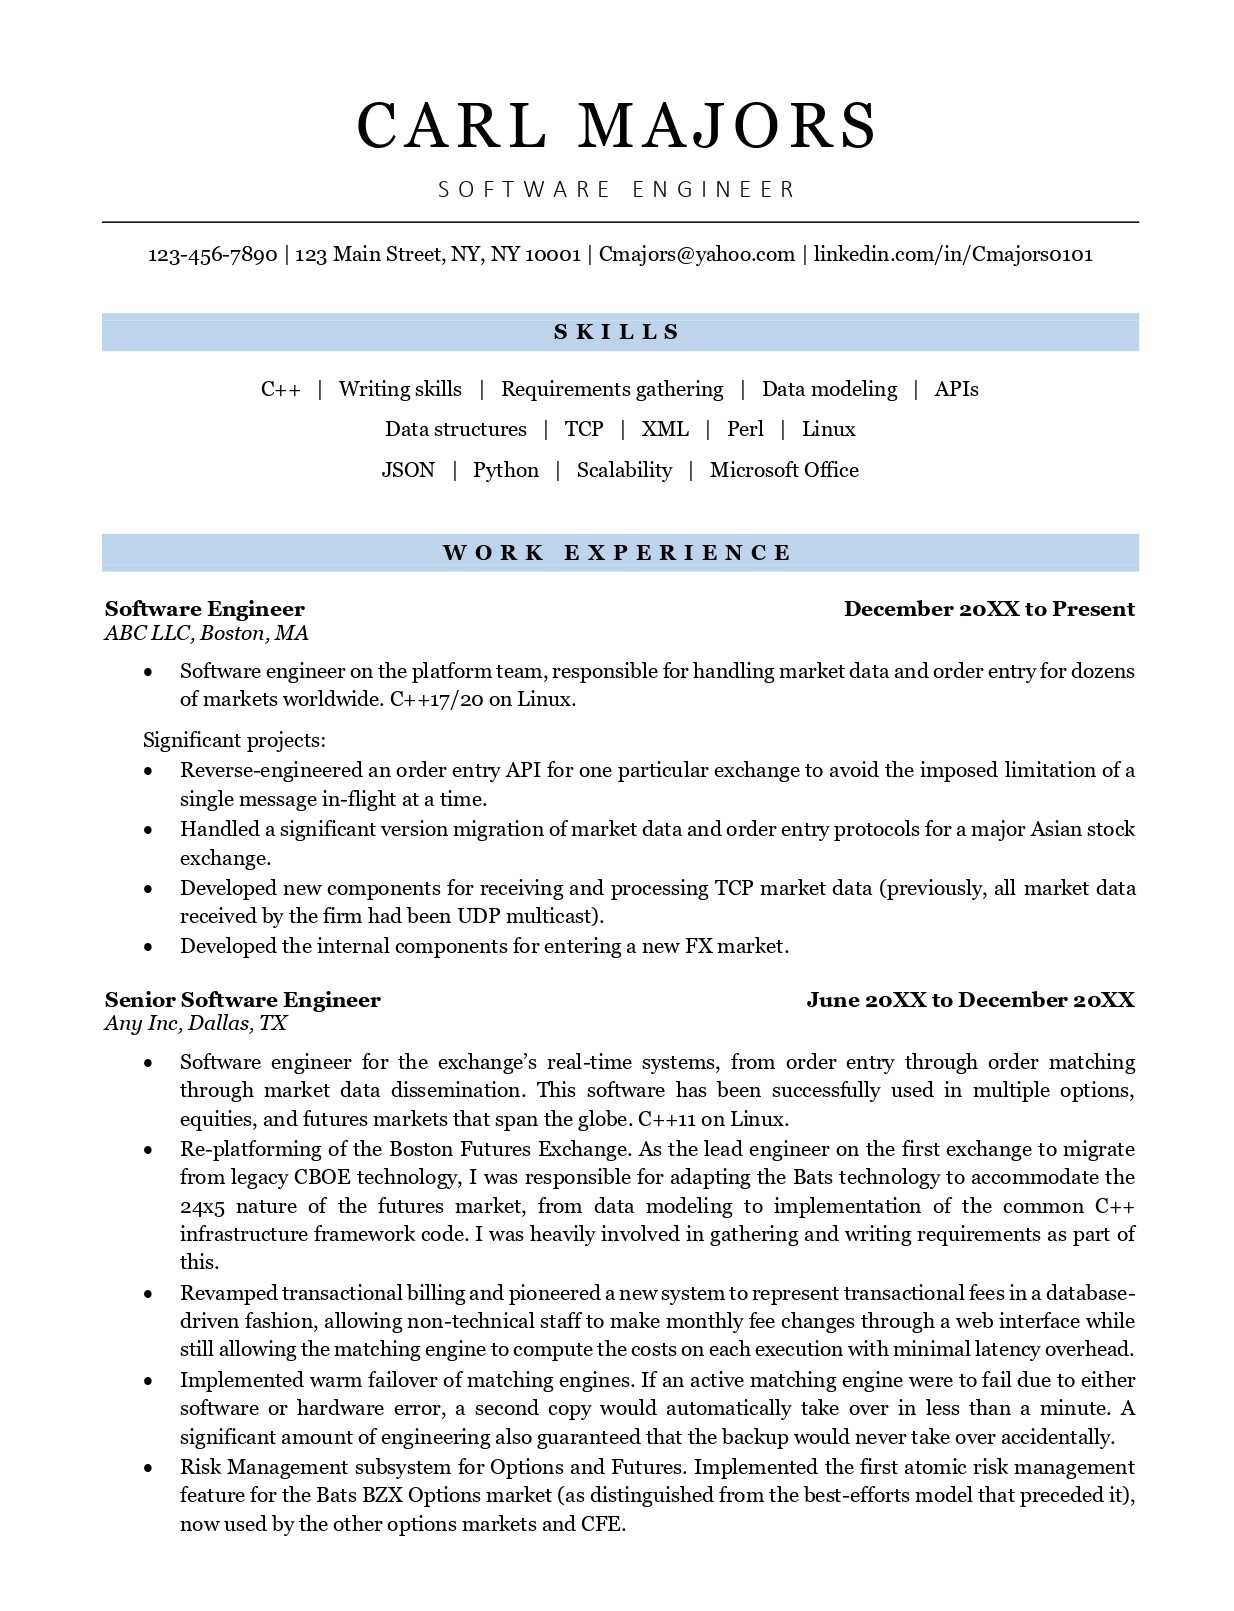 CARL MAJORS
SOFTWARE ENGINEER
123-456-7890 | 123 Main Street, NY, NY 10001 | Cmajors@yahoo.com | linkedin.com/in/Cmajors0101
SKILLS
C++ | Writing skills | Requirements gathering | Data modeling | APIs
Data structures | TCP | XML | Perl | Linux
JSON | Python | Scalability | Microsoft Office
WORK EXPERIENCE
Software Engineer December 20XX to Present
ABC LLC, Boston, MA
• Software engineer on the platform team, responsible for handling market data and order entry for dozens
of markets worldwide. C++17/20 on Linux.
Significant projects:
• Reverse-engineered an order entry API for one particular exchange to avoid the imposed limitation of a
single message in-flight at a time.
• Handled a significant version migration of market data and order entry protocols for a major Asian stock
exchange.
• Developed new components for receiving and processing TCP market data (previously, all market data
received by the firm had been UDP multicast).
• Developed the internal components for entering a new FX market.
Senior Software Engineer June 20XX to December 20XX
Any Inc, Dallas, TX
• Software engineer for the exchange’s real-time systems, from order entry through order matching
through market data dissemination. This software has been successfully used in multiple options,
equities, and futures markets that span the globe. C++11 on Linux.
• Re-platforming of the Boston Futures Exchange. As the lead engineer on the first exchange to migrate
from legacy CBOE technology, I was responsible for adapting the Bats technology to accommodate the
24x5 nature of the futures market, from data modeling to implementation of the common C++
infrastructure framework code. I was heavily involved in gathering and writing requirements as part of
this.
• Revamped transactional billing and pioneered a new system to represent transactional fees in a database-
driven fashion, allowing non-technical staff to make monthly fee changes through a web interface while
still allowing the matching engine to compute the costs on each execution with minimal latency overhead.
• Implemented warm failover of matching engines. If an active matching engine were to fail due to either
software or hardware error, a second copy would automatically take over in less than a minute. A
significant amount of engineering also guaranteed that the backup would never take over accidentally.
• Risk Management subsystem for Options and Futures. Implemented the first atomic risk management
feature for the Bats BZX Options market (as distinguished from the best-efforts model that preceded it),
now used by the other options markets and CFE.